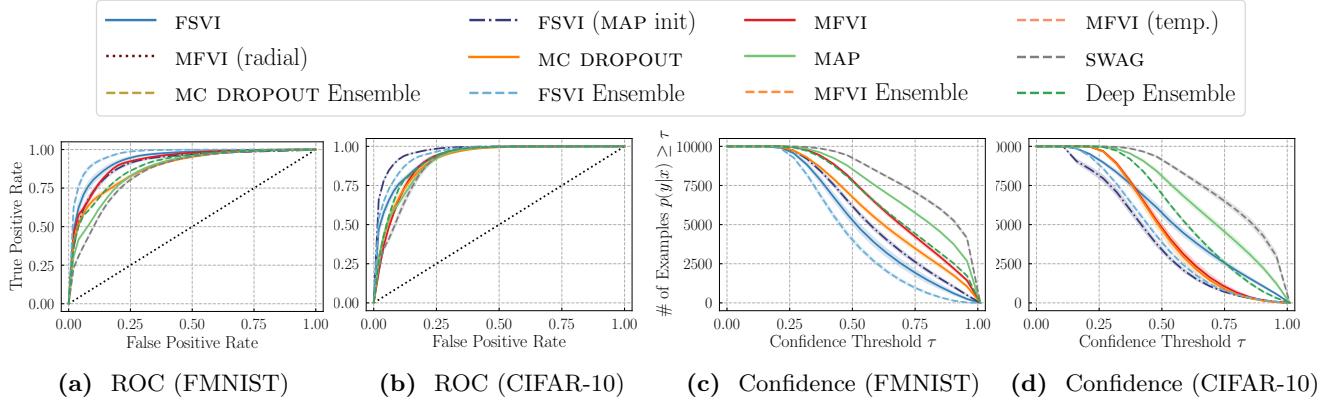 FSVI
FSVI (MAP init)
MFVI
MFVI (temp.)
MFVI (radial)
MC DROPOUT
MAP
SWAG
MC DROPOUT Ensemble
FSVI Ensemble
MFVI Ensemble
Deep Ensemble
True Positive Rate
1.00
0.75
0.50
0.25
0.00
0.00 0.25 0.50 0.75 1.00
False Positive Rate
(a) ROC (FMNIST)
1.00
0.75
0.50
0.25
0.00
0.00 0.25 0.50 0.75 1.00
False Positive Rate
(b) ROC (CIFAR-10)
# of Examples p(y|x) ≥ τ
10000
7500
5000
2500
0
0.00 0.25 0.50 0.75 1.00
Confidence Threshold τ
(c) Confidence (FMNIST)
0000
7500
5000
2500
0
0.00 0.25 0.50 0.75 1.00
Confidence Threshold τ
(d) Confidence (CIFAR-10)